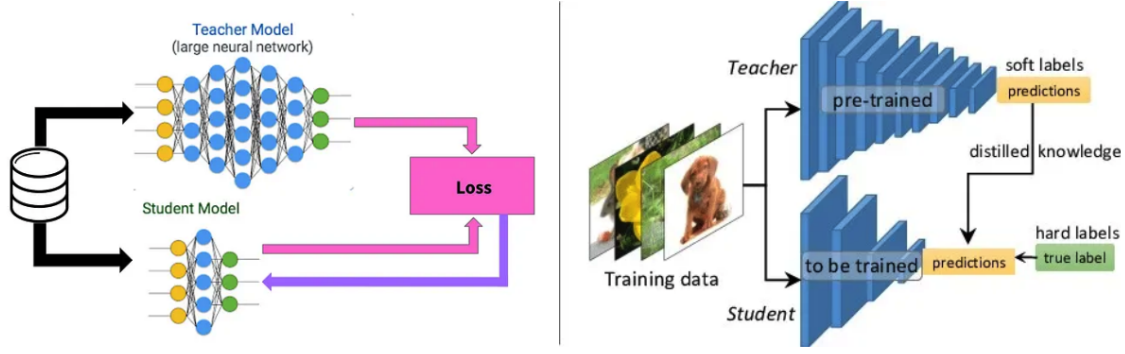 Teacher Model
(large neural network)
Loss
Student Model
Teacher
pre-trained
soft labels
predictions
distilled knowledge
Training data
hard labels
to be trained
predictions
true label
Student